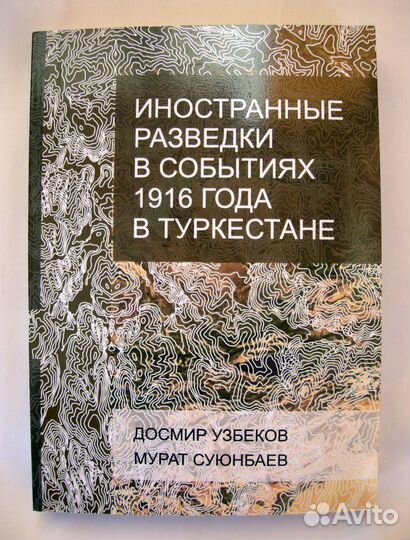 ИНОСТРАННЫЕ
РАЗВЕДКИ
В СОБЫТИЯХ
1916 ГОДА
В ТУРКЕСТАНЕ
ДОСМИР УЗБЕКОВ
МУРАТ СУЮНБАЕВ
Avito